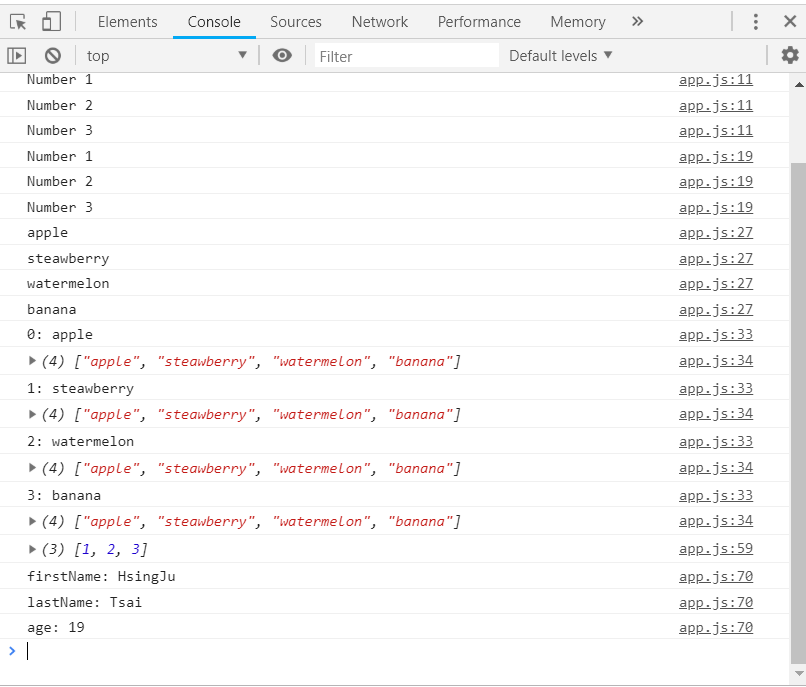 Elements Console Sources Network Performance Memory »
top Filter Default levels
Number 1 app.js:11
Number 2 app.js:11
Number 3 app.js:11
Number 1 app.js:19
Number 2 app.js:19
Number 3 app.js:19
apple app.js:27
steawberry app.js:27
watermelon app.js:27
banana app.js:27
0: apple app.js:33
(4) ["apple", "steawberry", "watermelon", "banana"] app.js:34
1: steawberry app.js:33
(4) ["apple", "steawberry", "watermelon", "banana"] app.js:34
2: watermelon app.js:33
(4) ["apple", "steawberry", "watermelon", "banana"] app.js:34
3: banana app.js:33
(4) ["apple", "steawberry", "watermelon", "banana"] app.js:34
(3) [1, 2, 3] app.js:59
firstName: HsingJu app.js:70
lastName: Tsai app.js:70
age: 19 app.js:70